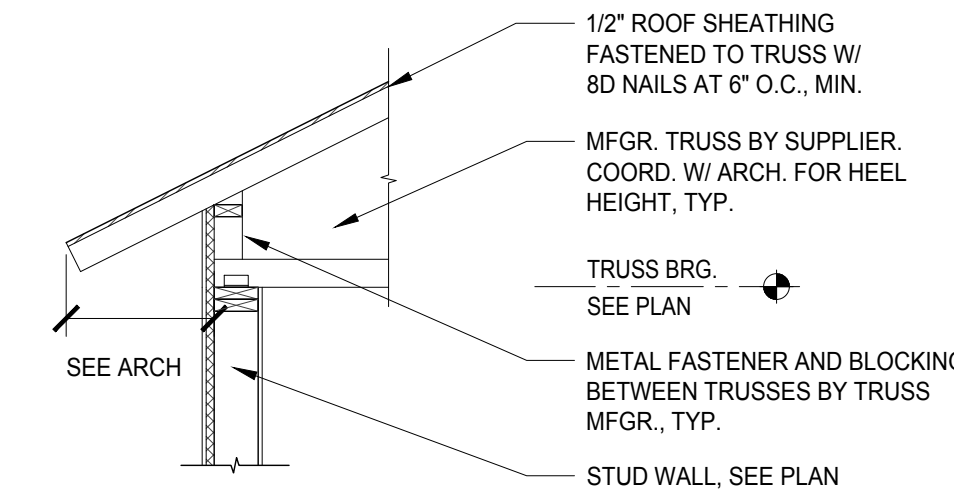 1/2" ROOF SHEATHING
FASTENED TO TRUSS W/
8D NAILS AT 6" O.C., MIN.
MFGR. TRUSS BY SUPPLIER.
COORD. W/ ARCH. FOR HEEL
HEIGHT, TYP.
TRUSS BRG.
SEE PLAN
SEE ARCH
METAL FASTENER AND BLOCKING
BETWEEN TRUSSES BY TRUSS
MFGR., TYP.
STUD WALL, SEE PLAN